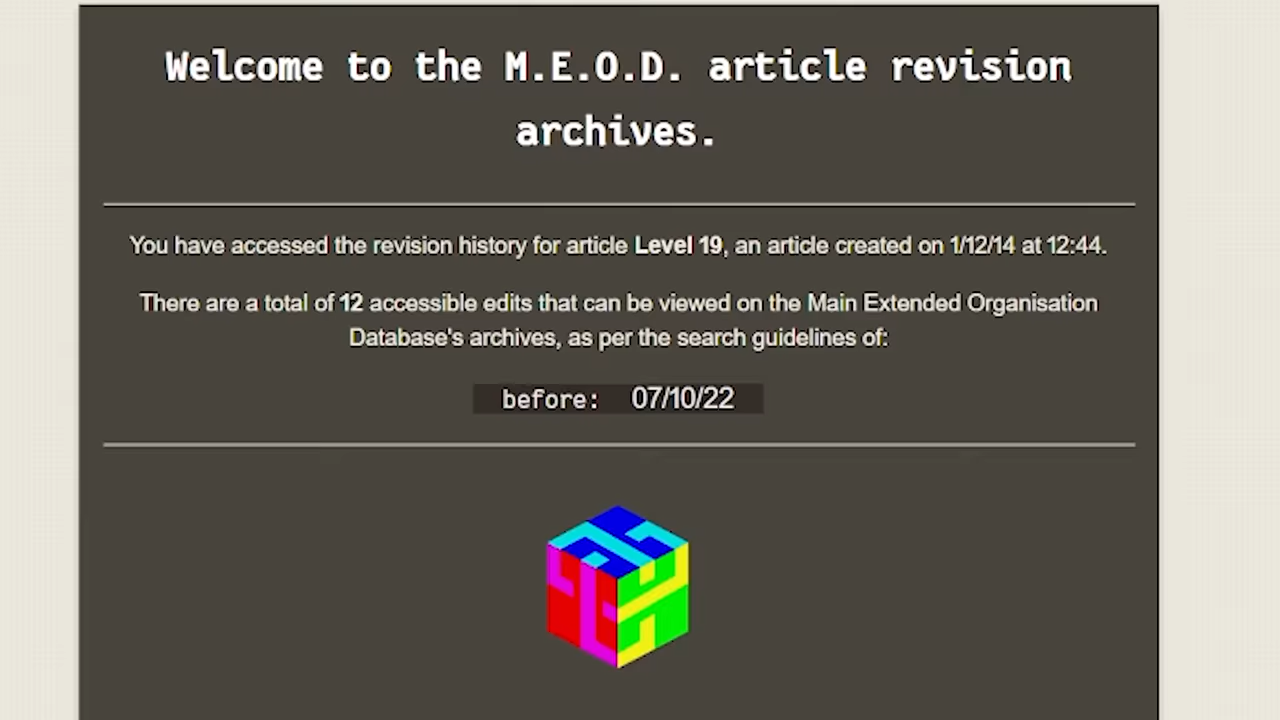 Welcome to the M.E.O.D. article revision
archives.
You have accessed the revision history for article Level 19, an article created on 1/12/14 at 12:44.
There are a total of 12 accessible edits that can be viewed on the Main Extended Organisation
Database's archives, as per the search guidelines of:
before: 07/10/22